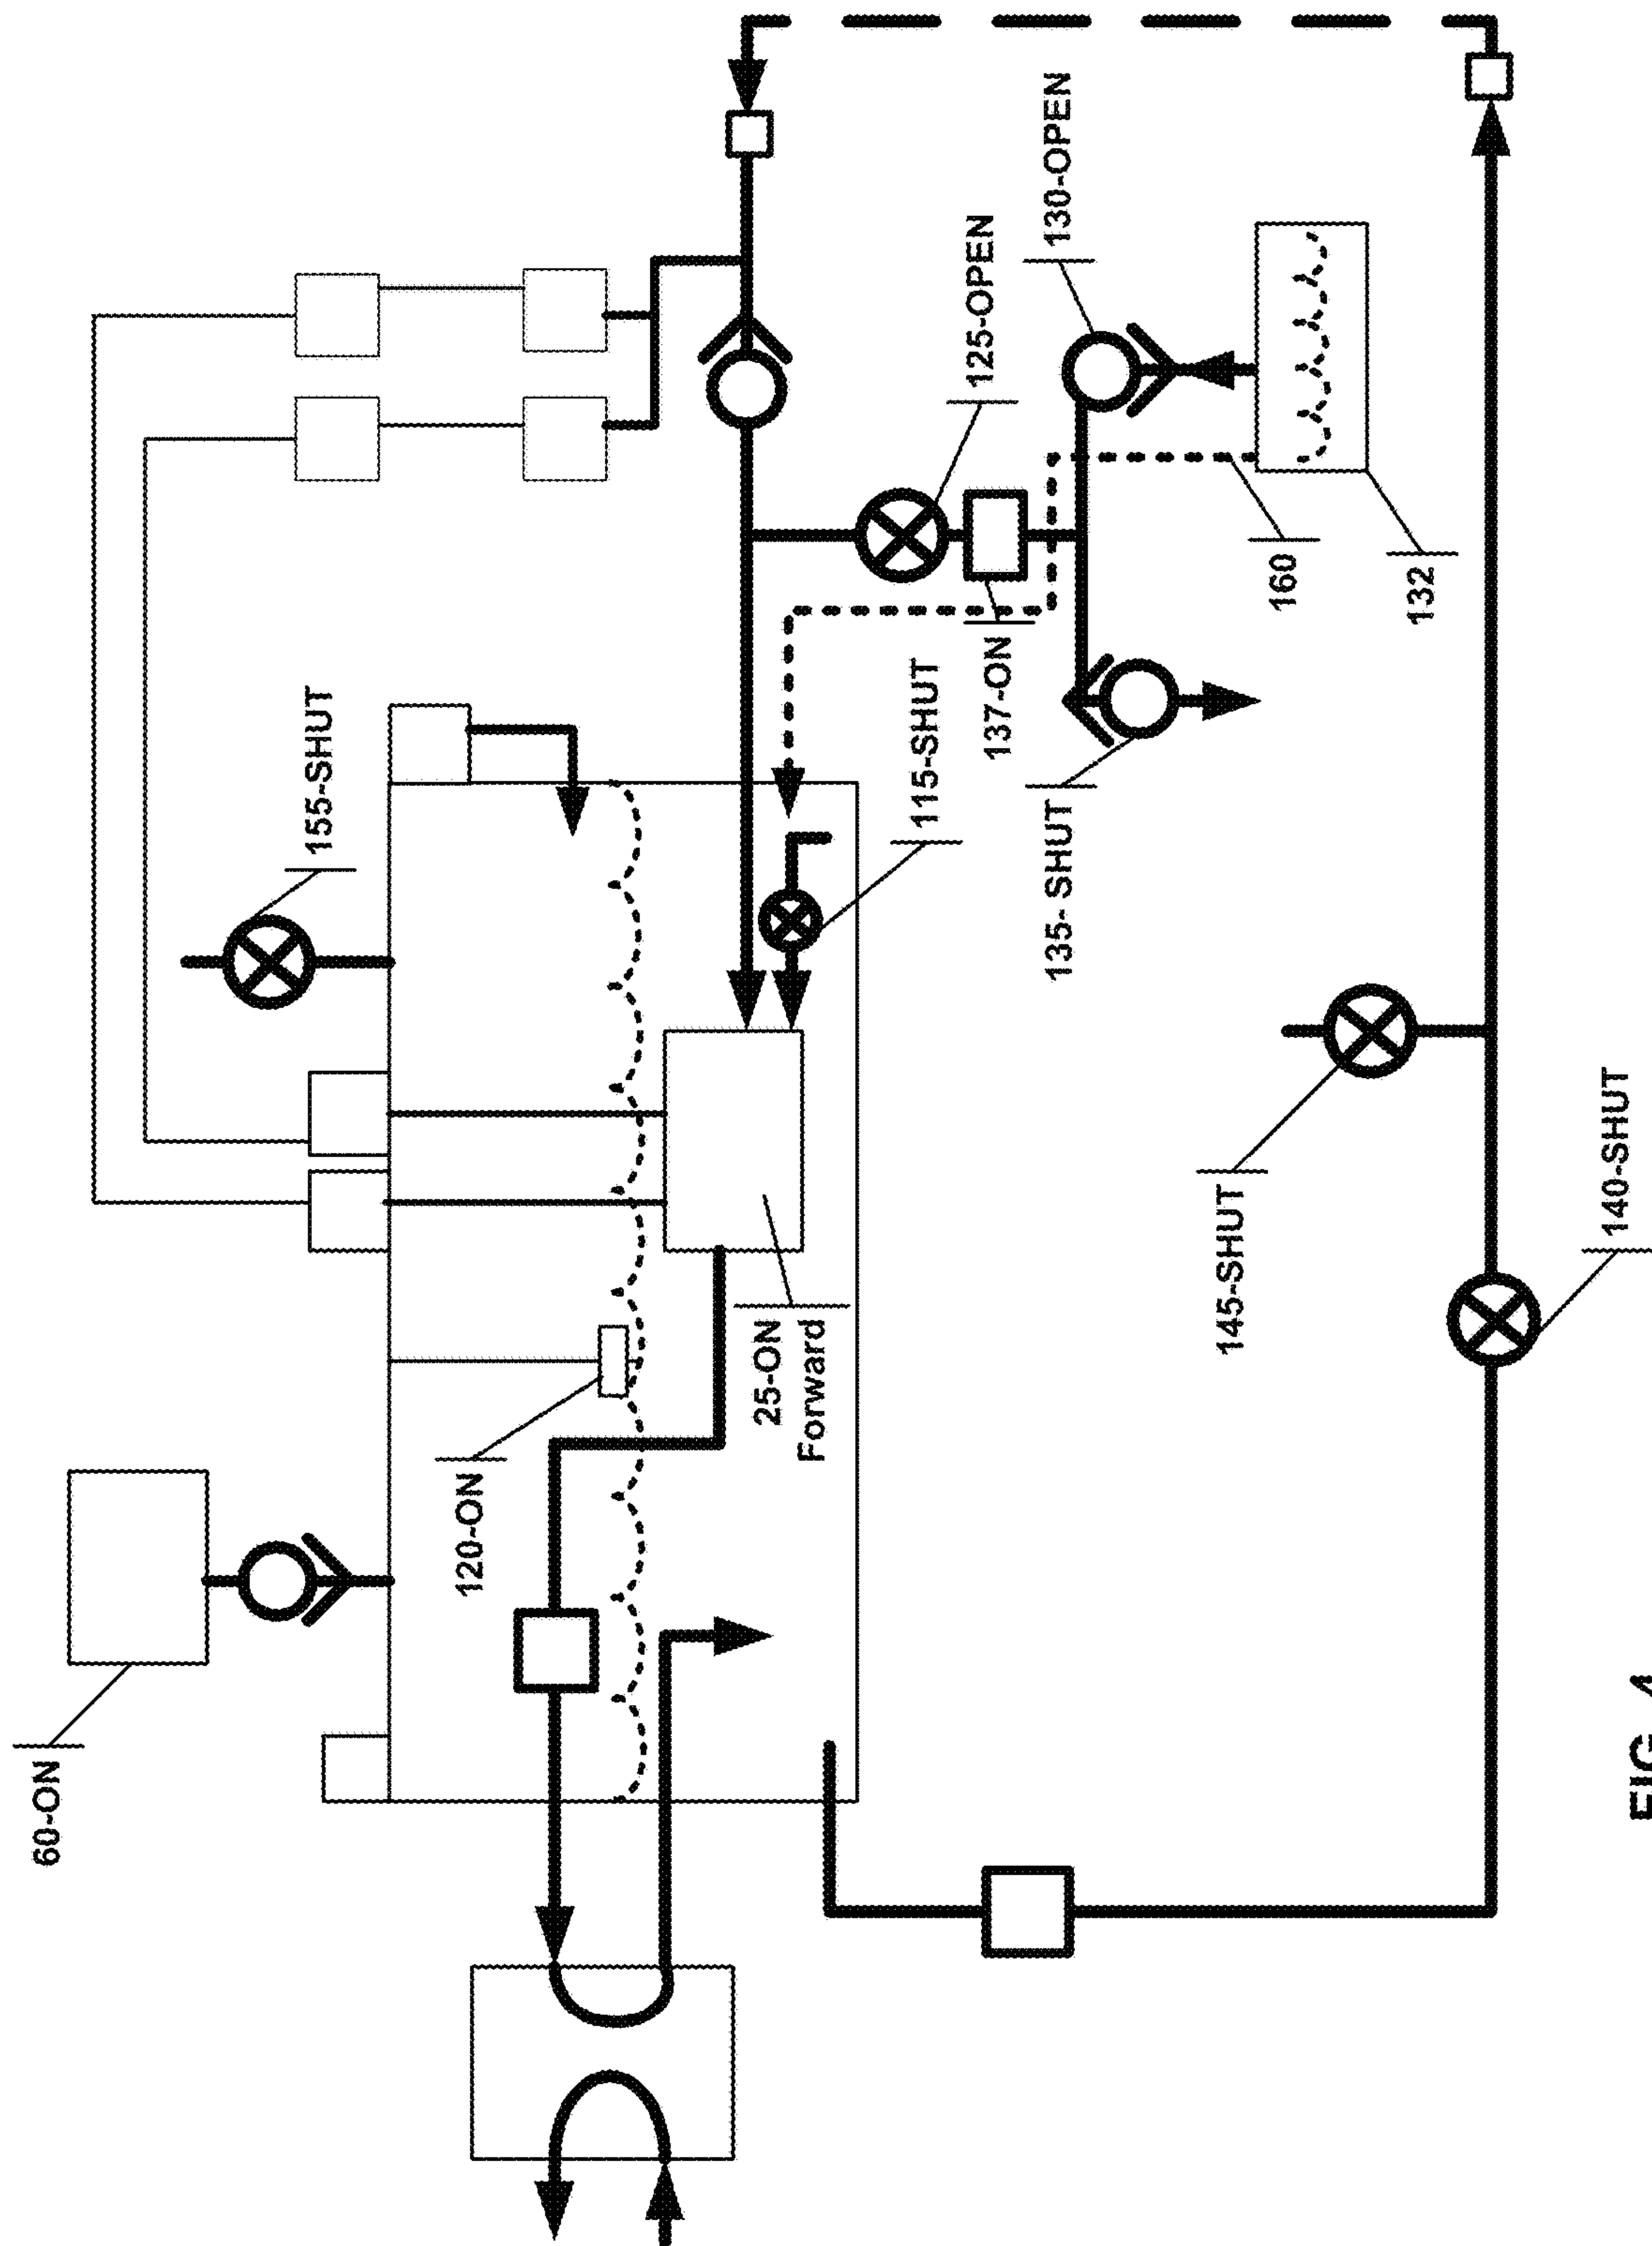 60-ON
155-SHUT
120-ON
25-ON
Forward
115-SHUT
125-OPEN
137-ON
135- SHUT
130-OPEN
145-SHUT
160
132
140-SHUT
FIG. 4